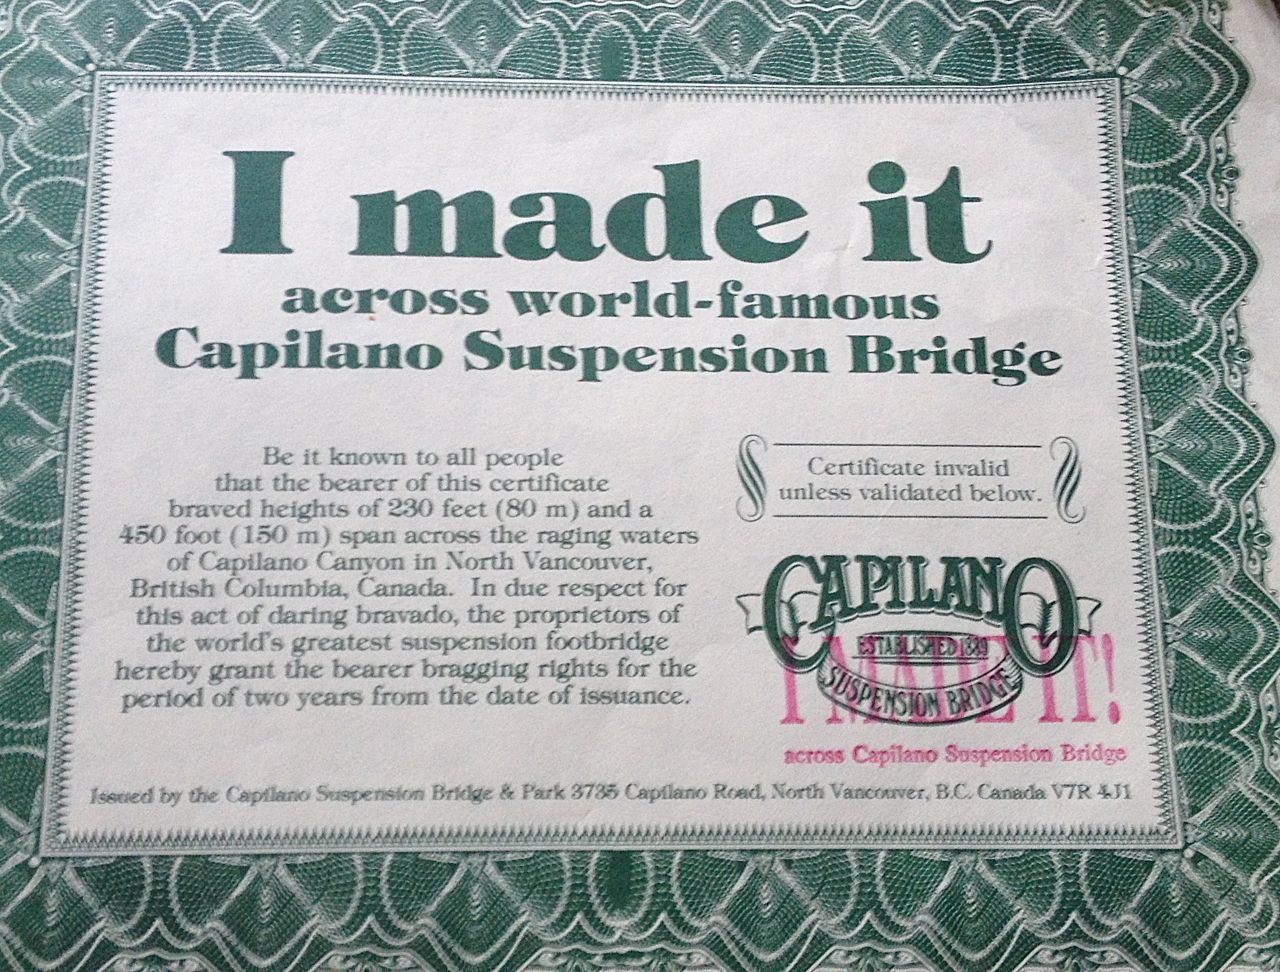 I made it
across world-famous
Capilano Suspension Bridge
Be it known to all people
that the bearer of this certificate
braved heights of 230 feet (80 m) and a
450 foot (150 m) span across the raging waters
of Capilano Canyon in North Vancouver,
British Columbia, Canada. In due respect for
this act of daring bravado, the proprietors of
the world's greatest suspension footbridge
hereby grant the bearer bragging rights for the
period of two years from the date of issuance.
Certificate invalid
unless validated below.
CAPILANO
ESTABLISHED 1889
SUSPENSION BRIDGE
I MADE IT!
across Capilano Suspension Bridge
Issued by the Capilano Suspension Bridge & Park 3735 Capilano Road, North Vancouver, B.C. Canada V7R 4J1